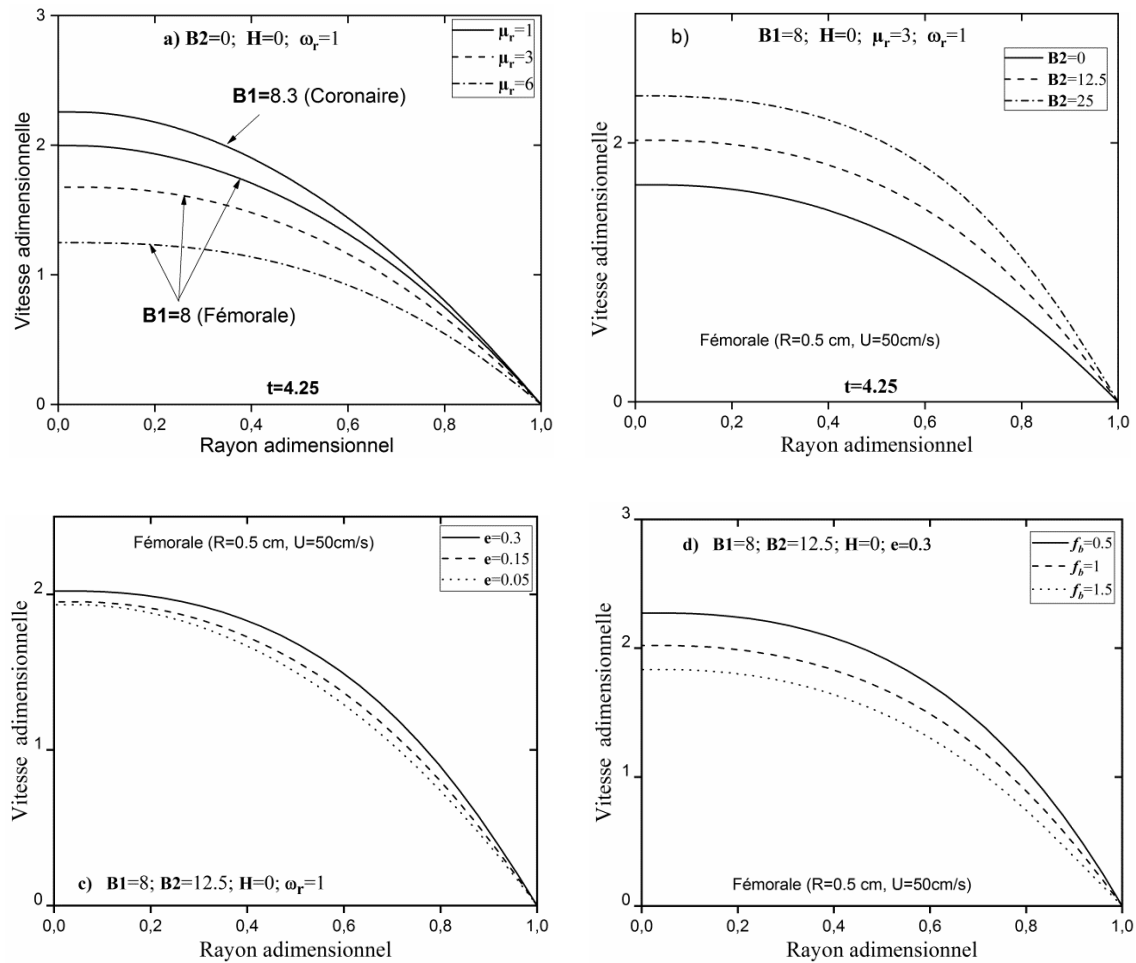 3
2
1
0
Vitesse adimensionnelle
a) B2=0; H=0; ωr=1
μr=1
μr=3
μr=6
B1=8.3 (Coronaire)
B1=8 (Fémorale)
t=4.25
0,0 0,2 0,4 0,6 0,8 1,0
Rayon adimensionnel
2
0
Vitesse adimensionnelle
b) B1=8; H=0; μr=3; ωr=1
B2=0
B2=12.5
B2=25
Fémorale (R=0.5 cm, U=50cm/s)
t=4.25
0,0 0,2 0,4 0,6 0,8 1,0
Rayon adimensionnel
2
1
0
Vitesse adimensionnelle
Fémorale (R=0.5 cm, U=50cm/s)
e=0.3
e=0.15
e=0.05
c) B1=8; B2=12.5; H=0; ωr=1
0,0 0,2 0,4 0,6 0,8 1,0
Rayon adimensionnel
3
2
1
0
Vitesse adimensionnelle
d) B1=8; B2=12.5; H=0; e=0.3
fb=0.5
fb=1
fb=1.5
Fémorale (R=0.5 cm, U=50cm/s)
0,0 0,2 0,4 0,6 0,8 1,0
Rayon adimensionnel